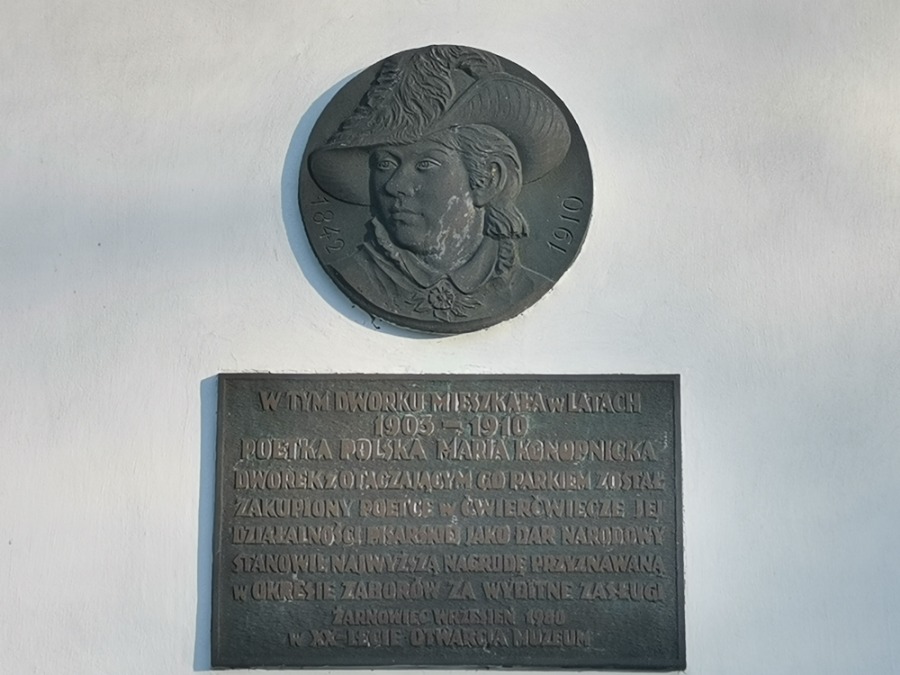 1842
1910
W TYM DWORKU MIESZKAŁA W LATACH
1903 — 1910
POETKA POLSKA MARIA KONOPNICKA
DWOREK Z OTACZAJĄCYM GO PARKIEM ZOSTAŁ
ZAKUPIONY POETCE W ĆWIERĆWIECZE JEJ
DZIAŁALNOŚCI PISARSKIEJ JAKO DAR NARODOWY
STANOWIŁ NAJWYŻSZĄ NAGRODĘ PRZYZNAWANĄ
W OKRESIE ZABORÓW ZA WYBITNE ZASŁUGI
ŻARNOWIEC WRZESIEŃ 1980
W XX-LECIE OTWARCIA MUZEUM